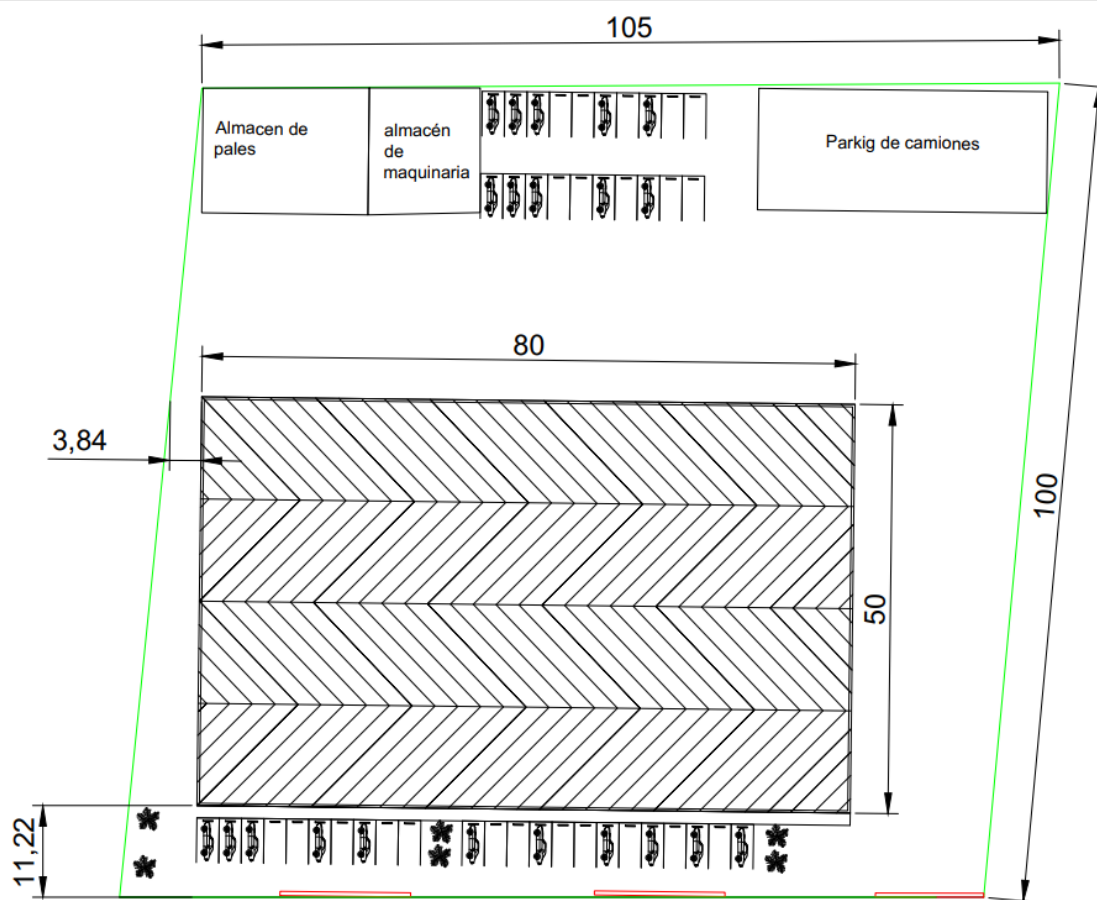 105
Almacen de
pales
almacén
de
maquinaria
Parkig de camiones
80
3,84
100
50
11,22